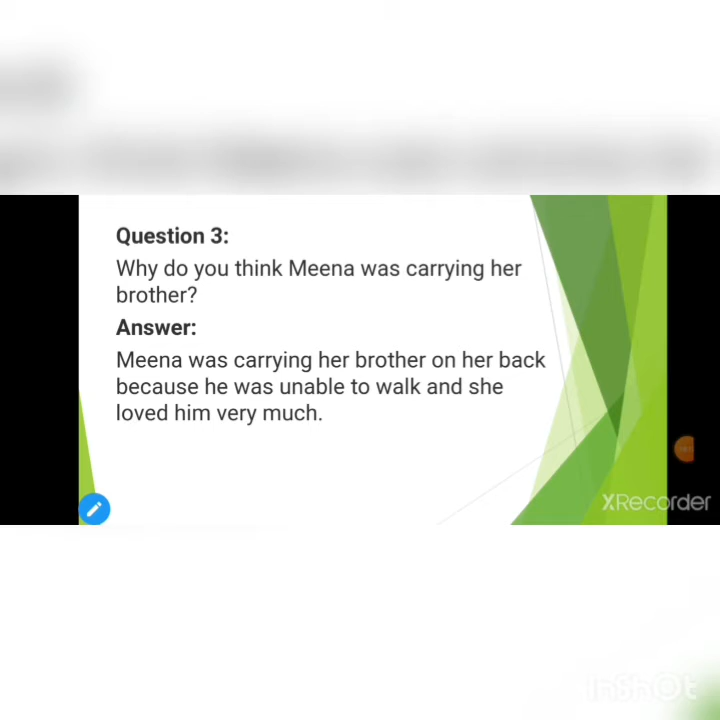 Question 3:
Why do you think Meena was carrying her
brother?
Answer:
Meena was carrying her brother on her back
because he was unable to walk and she
loved him very much.
XRecorder
InShOt